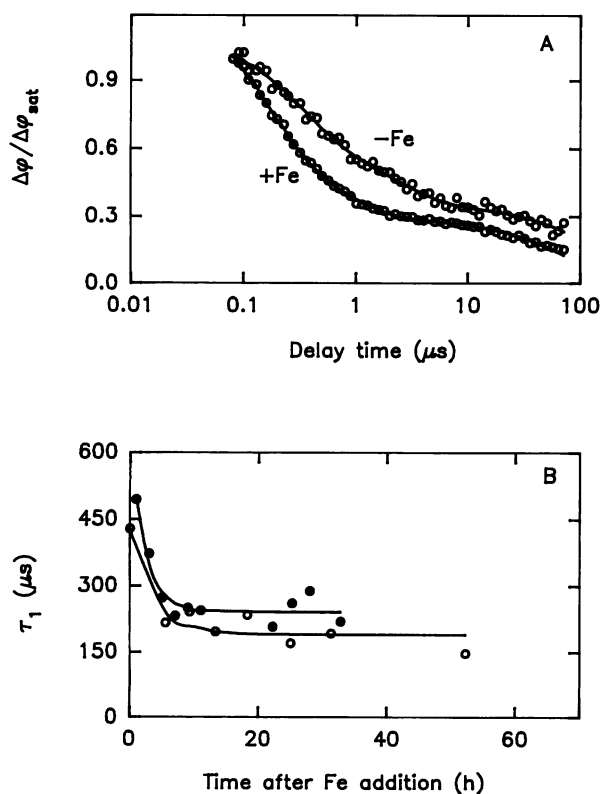 A
0.9
0.6
0.3
0.0
Δφ/Δφsat
−Fe
+Fe
0.01
0.1
1
10
100
Delay time (μs)
B
600
450
300
150
0
τ1 (μs)
0
20
40
60
Time after Fe addition (h)